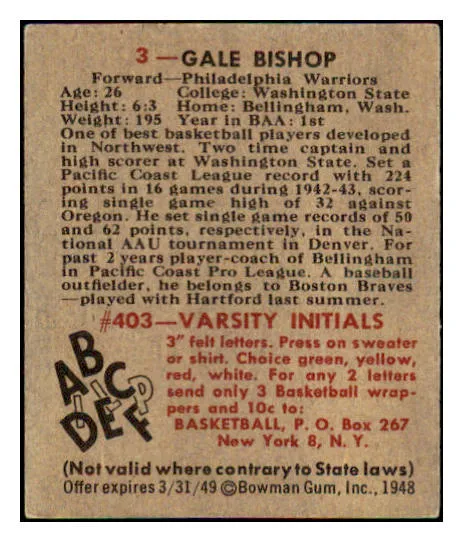 3—GALE BISHOP
Forward—Philadelphia Warriors
Age: 26 College: Washington State
Height: 6:3 Home: Bellingham, Wash.
Weight: 195 Year in BAA: 1st
One of best basketball players developed
in Northwest. Two time captain and
high scorer at Washington State. Set a
Pacific Coast League record with 224
points in 16 games during 1942-43, scor-
ing single game high of 32 against
Oregon. He set single game records of 50
and 62 points, respectively, in the Na-
tional AAU tournament in Denver. For
past 2 years player-coach of Bellingham
in Pacific Coast Pro League. A baseball
outfielder, he belongs to Boston Braves
—played with Hartford last summer.
#403—VARSITY INITIALS
3" felt letters. Press on sweater
or shirt. Choice green, yellow,
red, white. For any 2 letters
send only 3 Basketball wrap-
pers and 10c to:
BASKETBALL, P. O. Box 267
New York 8, N. Y.
ABC
DEF
(Not valid where contrary to State laws)
Offer expires 3/31/49 ©Bowman Gum, Inc., 1948